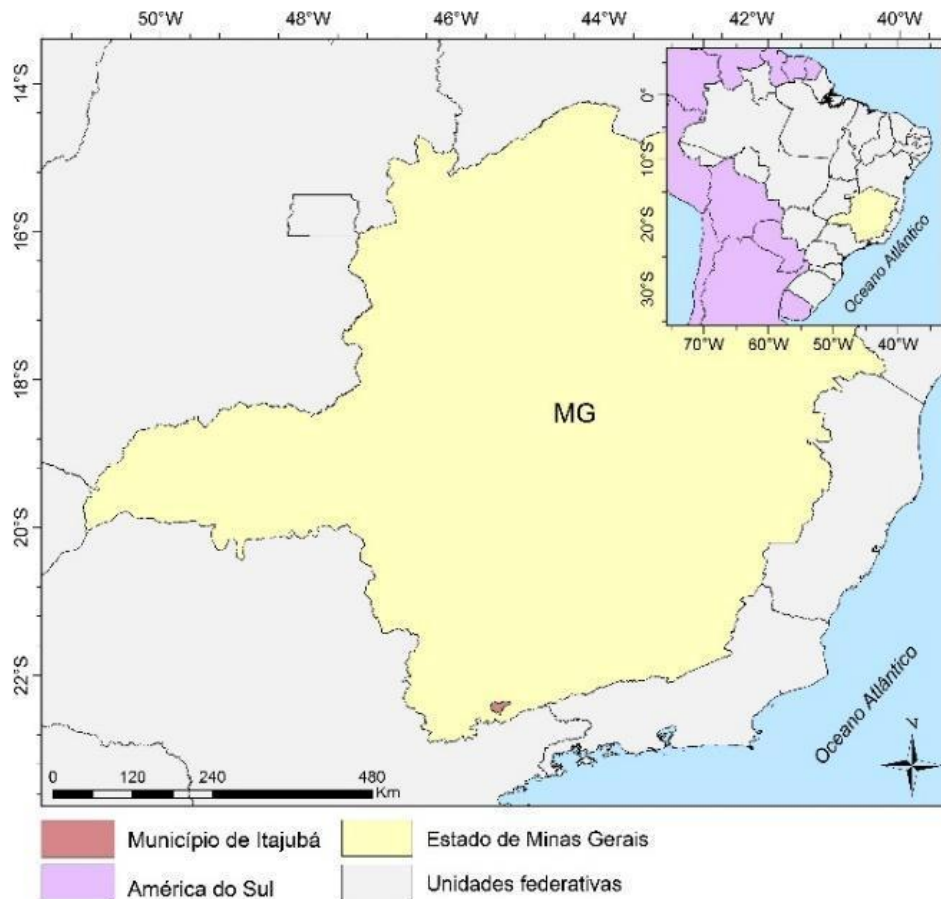 50°W 48°W 46°W 44°W 42°W 40°W
14°S
16°S
18°S
20°S
22°S
0°
10°S
20°S
30°S
70°W 60°W 50°W 40°W
Oceano Atlântico
MG
Oceano Atlântico
0 120 240 480
Km
Município de Itajubá
Estado de Minas Gerais
América do Sul
Unidades federativas